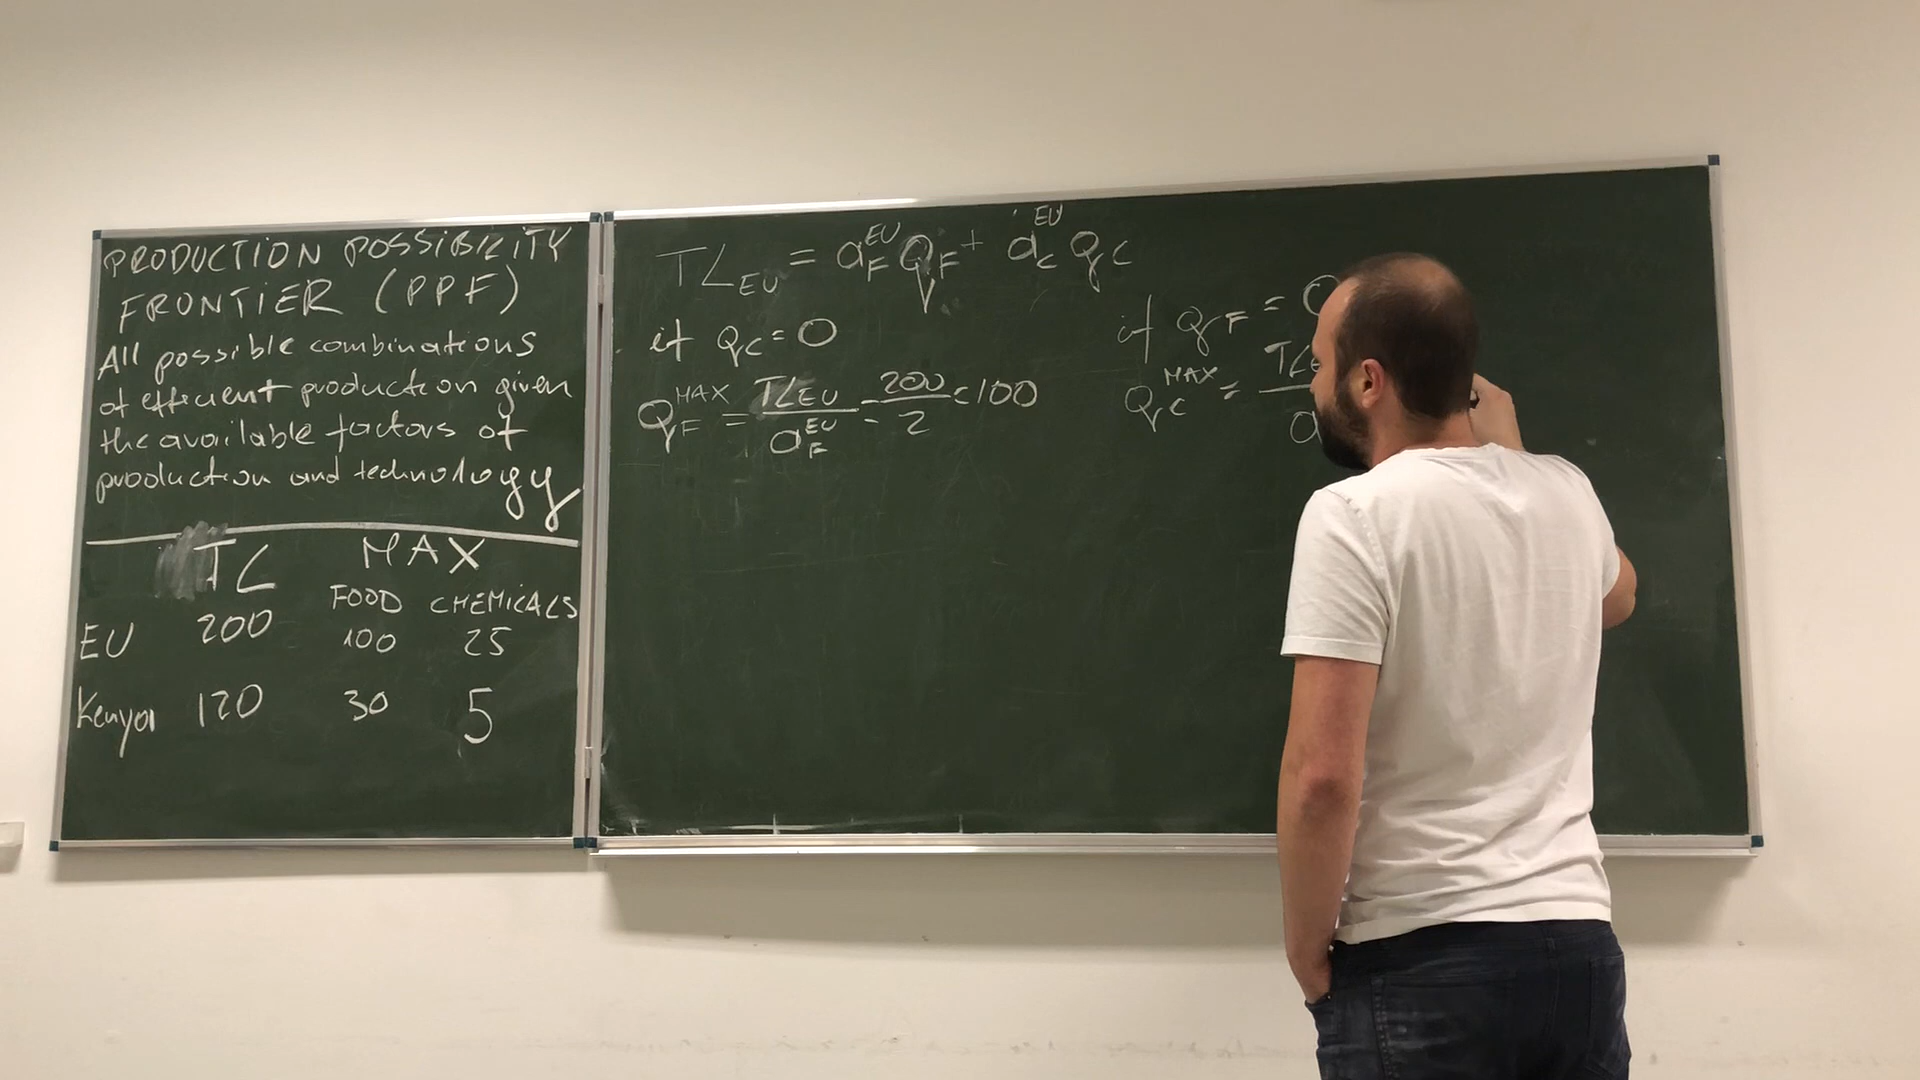 PRODUCTION POSSIBILITY
FRONTIER (PPF)
All possible combinations
of efficient production given
the available factors of
production and technology
TL MAX
FOOD CHEMICALS
EU 200 100 25
Kenya 120 30 5
TL_EU = a_F^EU Q_F + a_C^EU Q_C
if Q_C = 0
Q_F^MAX = TL_EU / a_F^EU = 200 / 2 = 100
if Q_F = 0
Q_C^MAX =